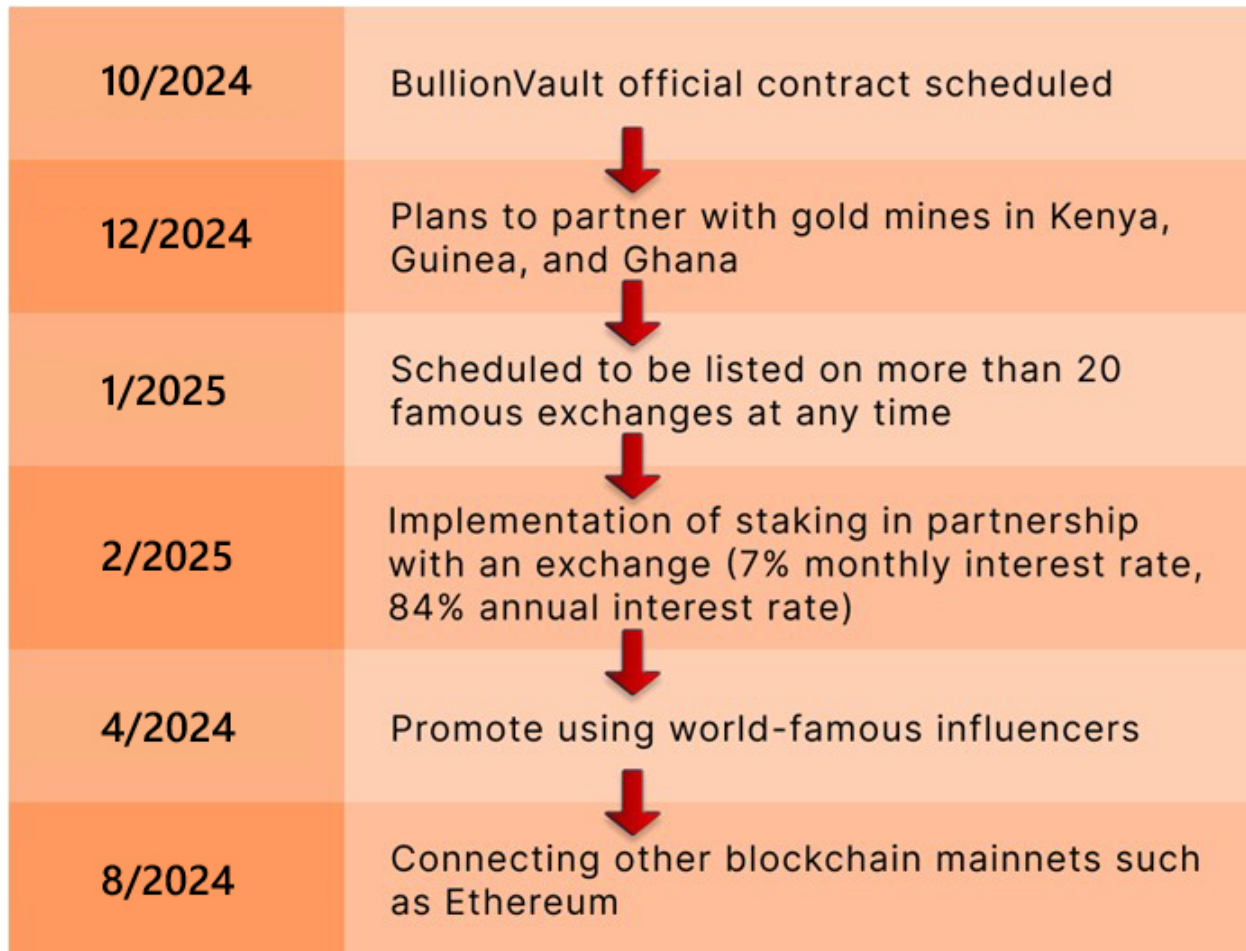 10/2024
BullionVault official contract scheduled
12/2024
Plans to partner with gold mines in Kenya,
Guinea, and Ghana
1/2025
Scheduled to be listed on more than 20
famous exchanges at any time
2/2025
Implementation of staking in partnership
with an exchange (7% monthly interest rate,
84% annual interest rate)
4/2024
Promote using world-famous influencers
8/2024
Connecting other blockchain mainnets such
as Ethereum